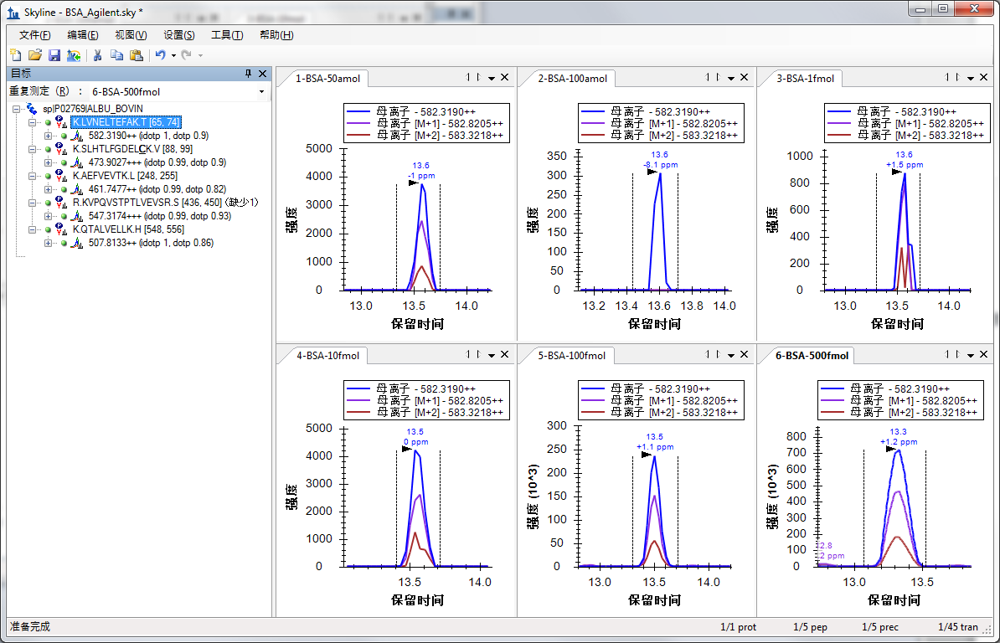 Skyline - BSA_Agilent.sky *
文件(F) 编辑(E) 视图(V) 设置(S) 工具(T) 帮助(H)
目标
重复测定 (R) : 6-BSA-500fmol
sp|P02769|ALBU_BOVIN
K.LVNELTEFAK.T [65, 74]
582.3190++ (idotp 1, dotp 0.9)
K.SLHTLFGDELCK.V [88, 99]
473.9027+++ (idotp 0.99, dotp 0.9)
K.AEFVEVTK.L [248, 255]
461.7477++ (idotp 0.99, dotp 0.82)
R.KVPQVSTPTLVEVSR.S [436, 450] (缺少1)
547.3174+++ (idotp 0.99, dotp 0.93)
K.QTALVELLK.H [548, 556]
507.8133++ (idotp 1, dotp 0.86)
1-BSA-50amol
母离子 - 582.3190++
母离子 [M+1] - 582.8205++
母离子 [M+2] - 583.3218++
强度
5000
4000
3000
2000
1000
0
13.6
-1 ppm
13.0 13.5 14.0
保留时间
2-BSA-100amol
母离子 - 582.3190++
母离子 [M+1] - 582.8205++
母离子 [M+2] - 583.3218++
强度
350
300
250
200
150
100
50
0
13.6
-8.1 ppm
13.2 13.4 13.6 13.8 14.0
保留时间
3-BSA-1fmol
母离子 - 582.3190++
母离子 [M+1] - 582.8205++
母离子 [M+2] - 583.3218++
强度
1000
800
600
400
200
0
13.6
+1.5 ppm
13.0 13.5 14.0
保留时间
4-BSA-10fmol
母离子 - 582.3190++
母离子 [M+1] - 582.8205++
母离子 [M+2] - 583.3218++
强度
5000
4000
3000
2000
1000
0
13.5
0 ppm
13.5 14.0
保留时间
5-BSA-100fmol
母离子 - 582.3190++
母离子 [M+1] - 582.8205++
母离子 [M+2] - 583.3218++
强度 (10^3)
300
250
200
150
100
50
0
13.5
+1.1 ppm
13.0 13.5 14.0
保留时间
6-BSA-500fmol
母离子 - 582.3190++
母离子 [M+1] - 582.8205++
母离子 [M+2] - 583.3218++
强度 (10^3)
800
700
600
500
400
300
200
100
0
13.3
+1.2 ppm
2 ppm
13.0 13.5
保留时间
准备完成 1/1 prot 1/5 pep 1/5 prec 1/45 tran